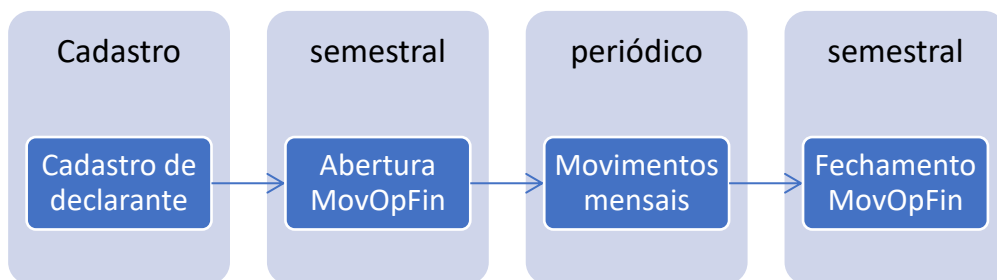 Cadastro
semestral
periódico
semestral
Cadastro de
declarante
Abertura
MovOpFin
Movimentos
mensais
Fechamento
MovOpFin